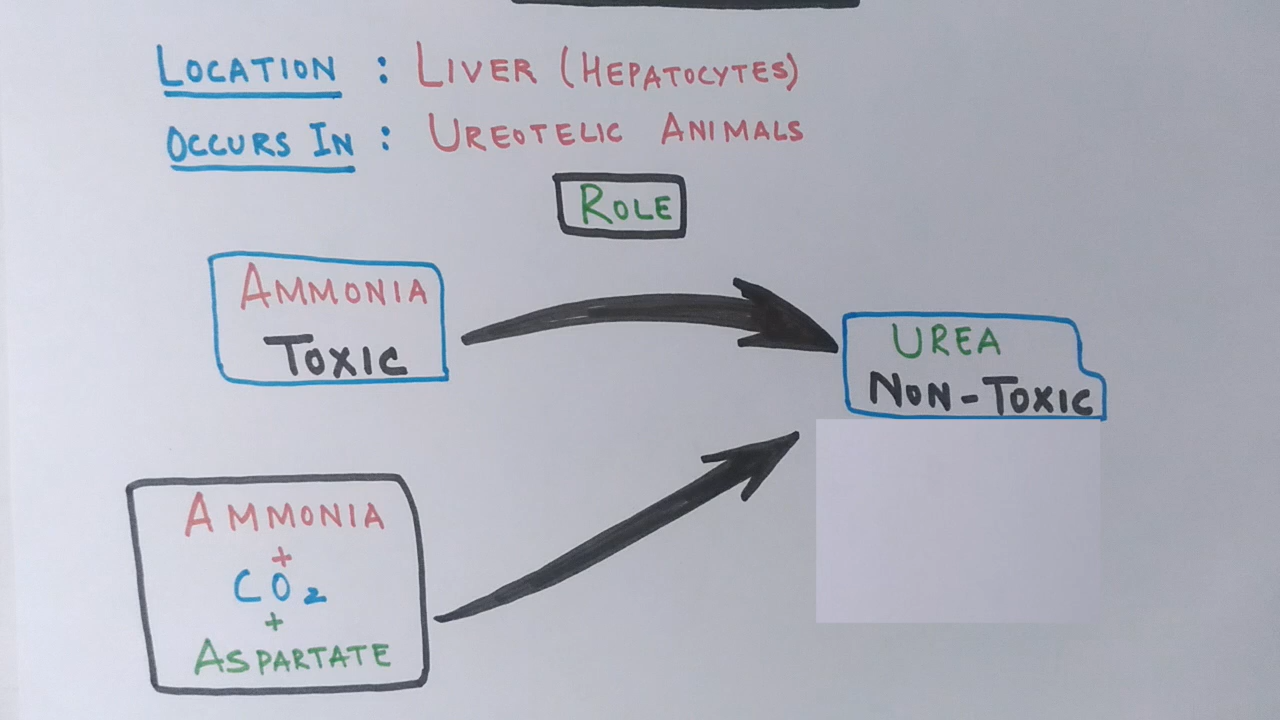 LOCATION : LIVER (HEPATOCYTES)
OCCURS IN : UREOTELIC ANIMALS
ROLE
AMMONIA
TOXIC
UREA
NON-TOXIC
AMMONIA
+
CO2
+
ASPARTATE